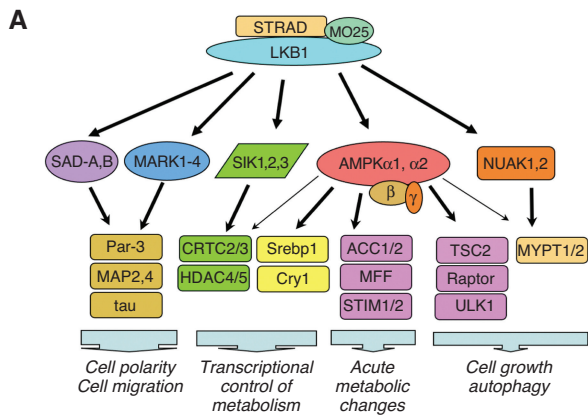 A
STRAD
MO25
LKB1
SAD-A,B
MARK1-4
SIK1,2,3
AMPKα1, α2
NUAK1,2
β
γ
Par-3
CRTC2/3
Srebp1
ACC1/2
TSC2
MYPT1/2
MAP2,4
HDAC4/5
Cry1
MFF
Raptor
tau
STIM1/2
ULK1
Cell polarity
Cell migration
Transcriptional
control of
metabolism
Acute
metabolic
changes
Cell growth
autophagy